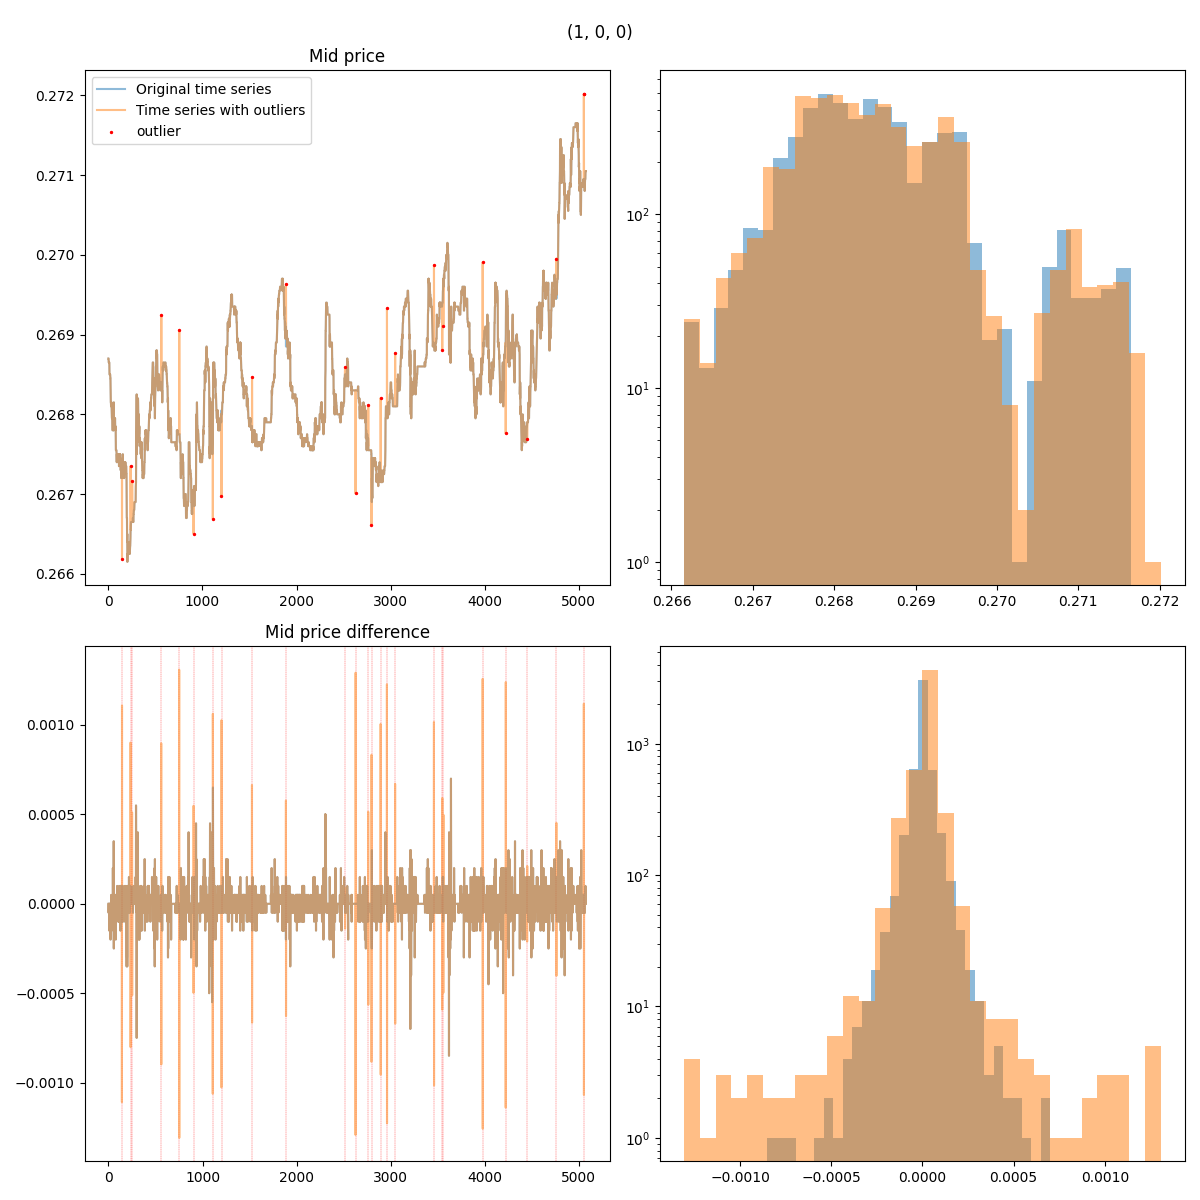 (1, 0, 0)
Mid price
Original time series
Time series with outliers
outlier
0.272
0.271
0.270
0.269
0.268
0.267
0.266
0 1000 2000 3000 4000 5000
10²
10¹
10⁰
0.266 0.267 0.268 0.269 0.270 0.271 0.272
Mid price difference
0.0010
0.0005
0.0000
−0.0005
−0.0010
0 1000 2000 3000 4000 5000
10³
10²
10¹
10⁰
−0.0010 −0.0005 0.0000 0.0005 0.0010